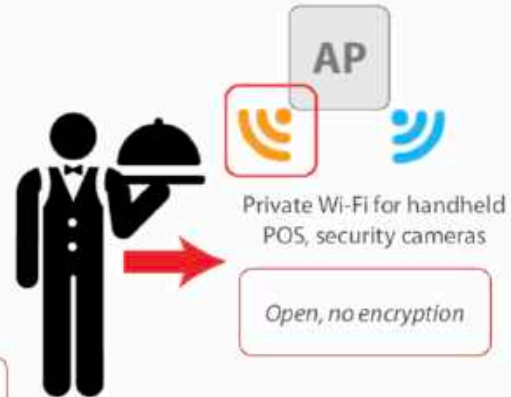 AP
Private Wi-Fi for handheld
POS, security cameras
Open, no encryption